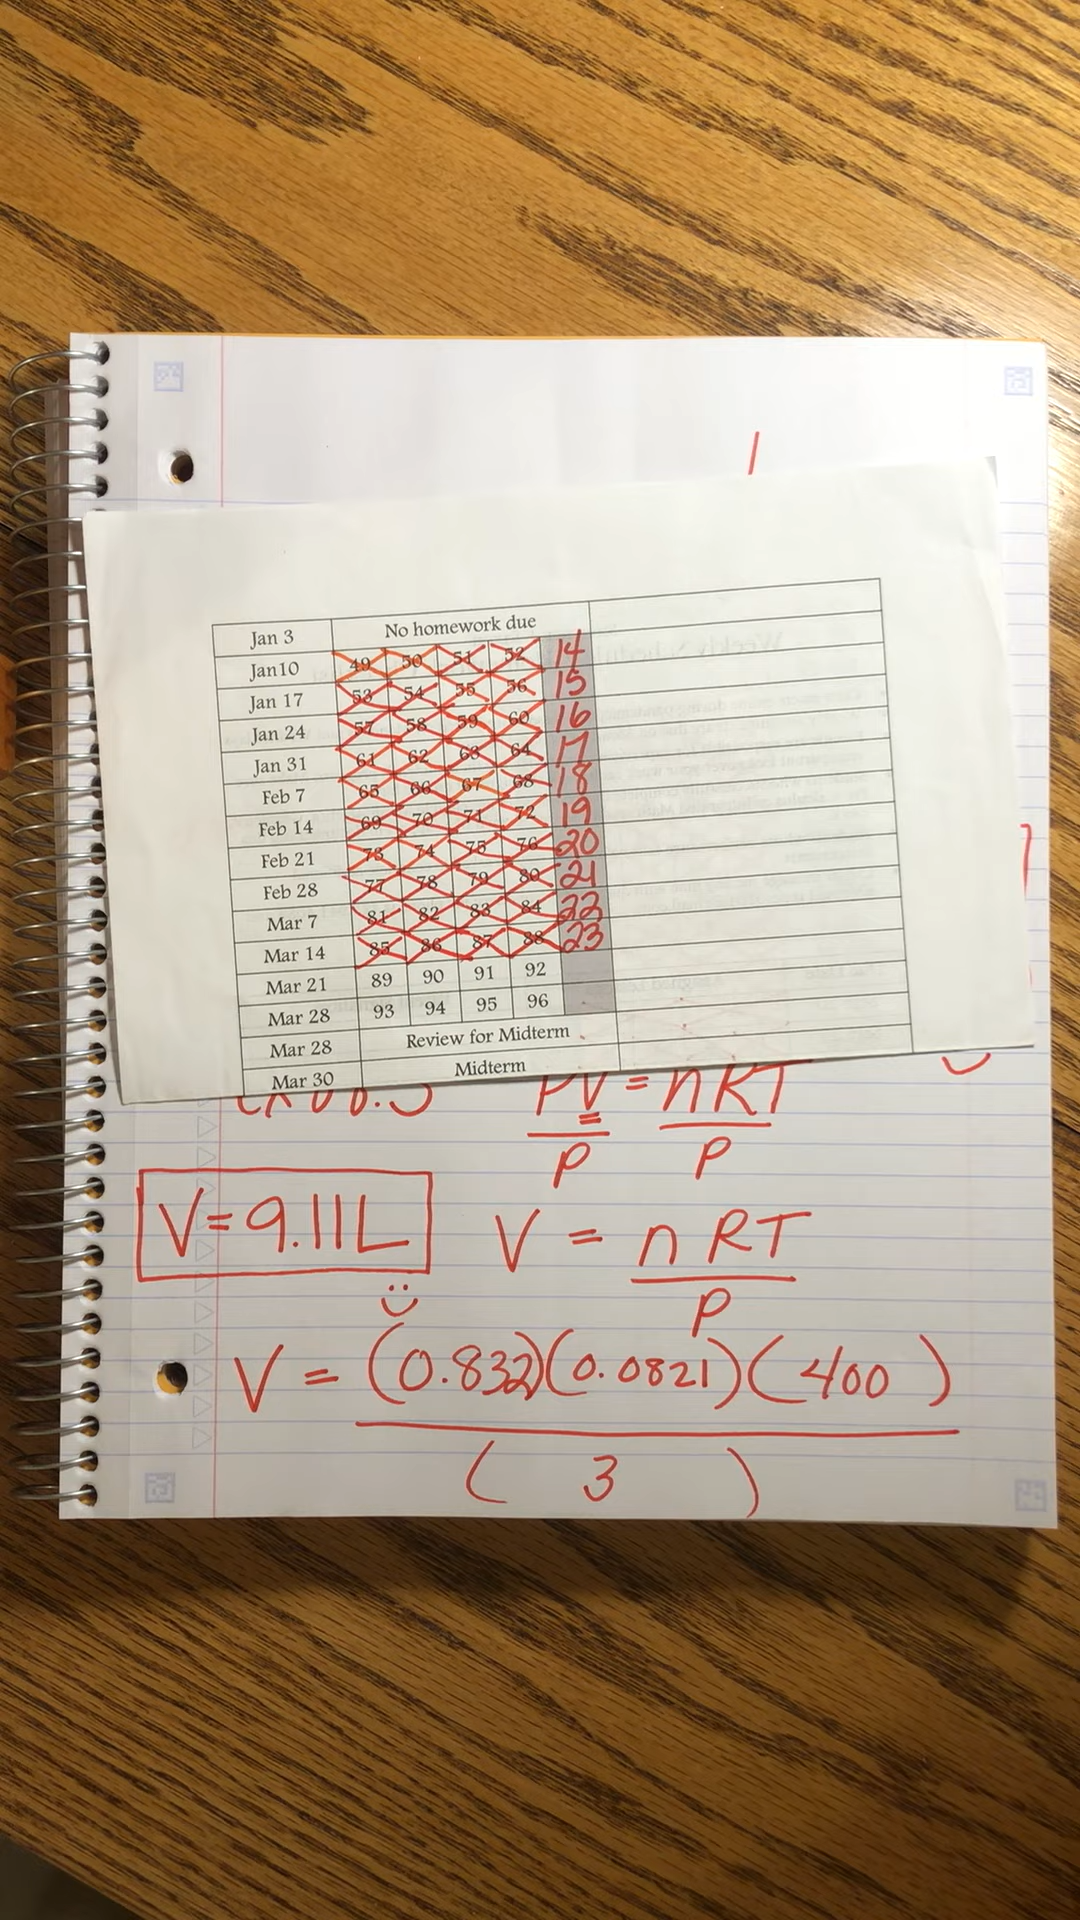 Jan 3 No homework due
Jan10 49 50 51 52 14
Jan 17 53 54 55 56 15
Jan 24 57 58 59 60 16
Jan 31 61 62 63 64 17
Feb 7 65 66 67 68 18
Feb 14 69 70 71 72 19
Feb 21 73 74 75 76 20
Feb 28 77 78 79 80 21
Mar 7 81 82 83 84 22
Mar 14 85 86 87 88 23
Mar 21 89 90 91 92
Mar 28 93 94 95 96
Mar 28 Review for Midterm
Mar 30 Midterm
PV = nRT
P P
V = 9.11L
V = nRT
P
V = (0.832)(0.0821)(400)
(3)